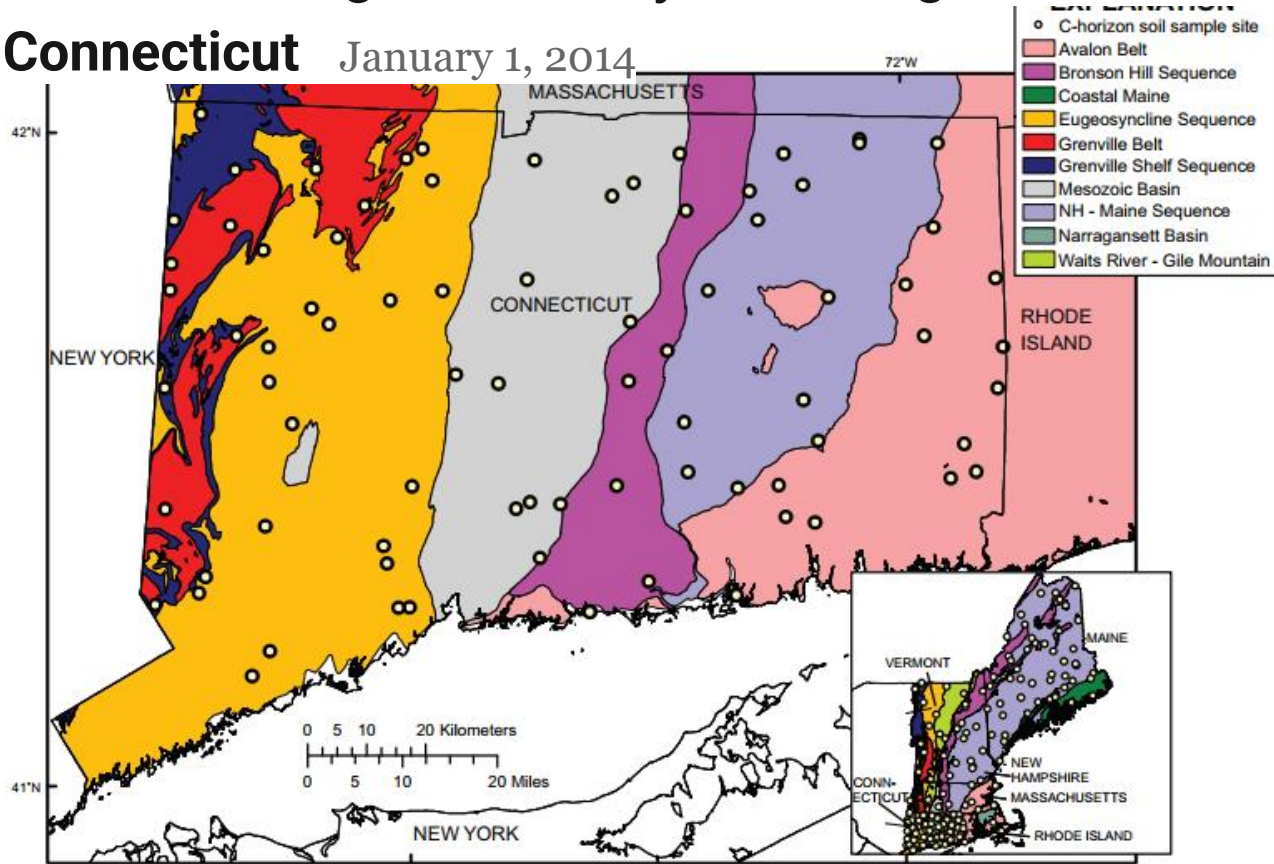 Connecticut January 1, 2014
EXPLANATION
C-horizon soil sample site
Avalon Belt
Bronson Hill Sequence
Coastal Maine
Eugeosyncline Sequence
Grenville Belt
Grenville Shelf Sequence
Mesozoic Basin
NH - Maine Sequence
Narragansett Basin
Waits River - Gile Mountain
72°W
MASSACHUSETTS
42°N
CONNECTICUT
RHODE
ISLAND
NEW YORK
0 5 10 20 Kilometers
0 5 10 20 Miles
41°N
NEW YORK
MAINE
VERMONT
NEW
HAMPSHIRE
CONN-
ECTICUT
MASSACHUSETTS
RHODE ISLAND